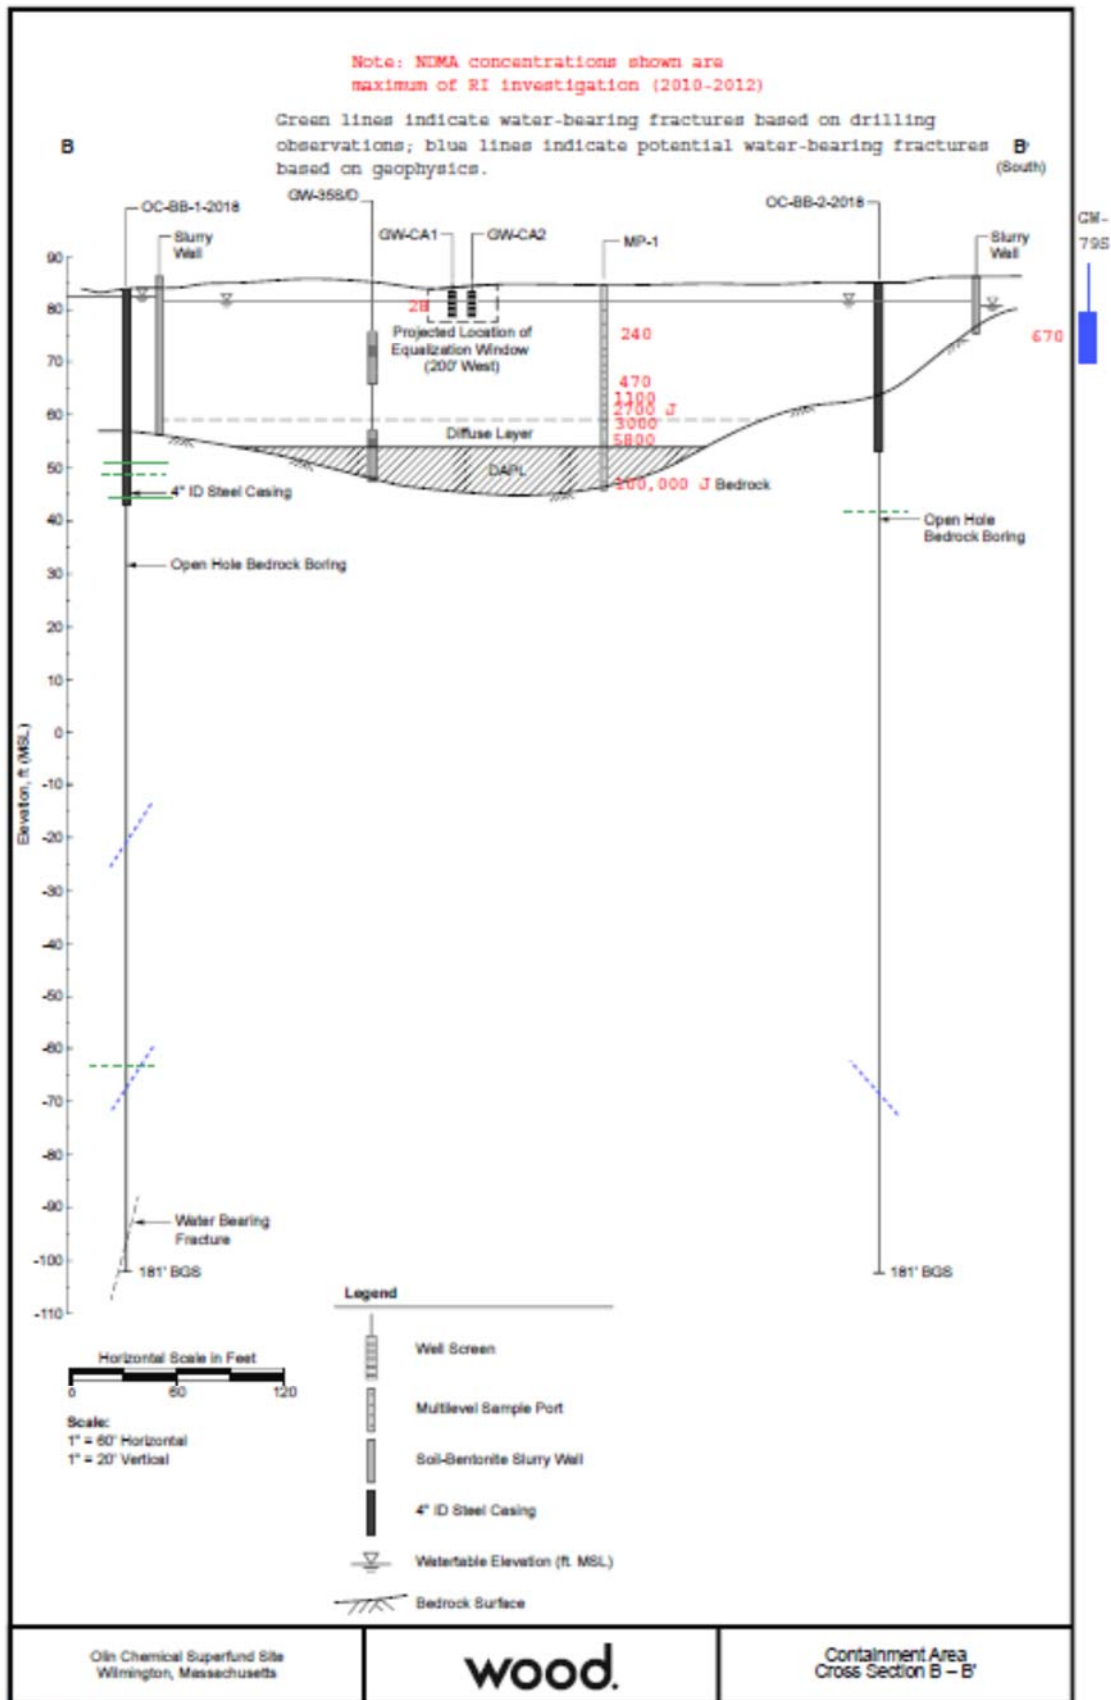 Note: NDMA concentrations shown are
maximum of RI investigation (2010-2012)
Green lines indicate water-bearing fractures based on drilling
observations; blue lines indicate potential water-bearing fractures
based on geophysics.
B
B'
(South)
OC-BB-1-2018
GW-35S/D
OC-BB-2-2018
GW-
79S
Slurry
Wall
GW-CA1
GW-CA2
MP-1
Slurry
Wall
90
80
70
60
50
40
30
20
10
0
-10
-20
-30
-40
-50
-60
-70
-80
-90
-100
-110
Elevation, ft (MSL)
28
Projected Location of
Equalization Window
(200' West)
240
470
1100
2700 J
3000
5800
670
Diffuse Layer
DAPL
100,000 J
Bedrock
4" ID Steel Casing
Open Hole Bedrock Boring
Open Hole
Bedrock Boring
Water Bearing
Fracture
181' BGS
181' BGS
Horizontal Scale in Feet
0 60 120
Scale:
1" = 60' Horizontal
1" = 20' Vertical
Legend
Well Screen
Multilevel Sample Port
Soil-Bentonite Slurry Wall
4" ID Steel Casing
Watertable Elevation (ft. MSL)
Bedrock Surface
Olin Chemical Superfund Site
Wilmington, Massachusetts
wood.
Containment Area
Cross Section B – B'